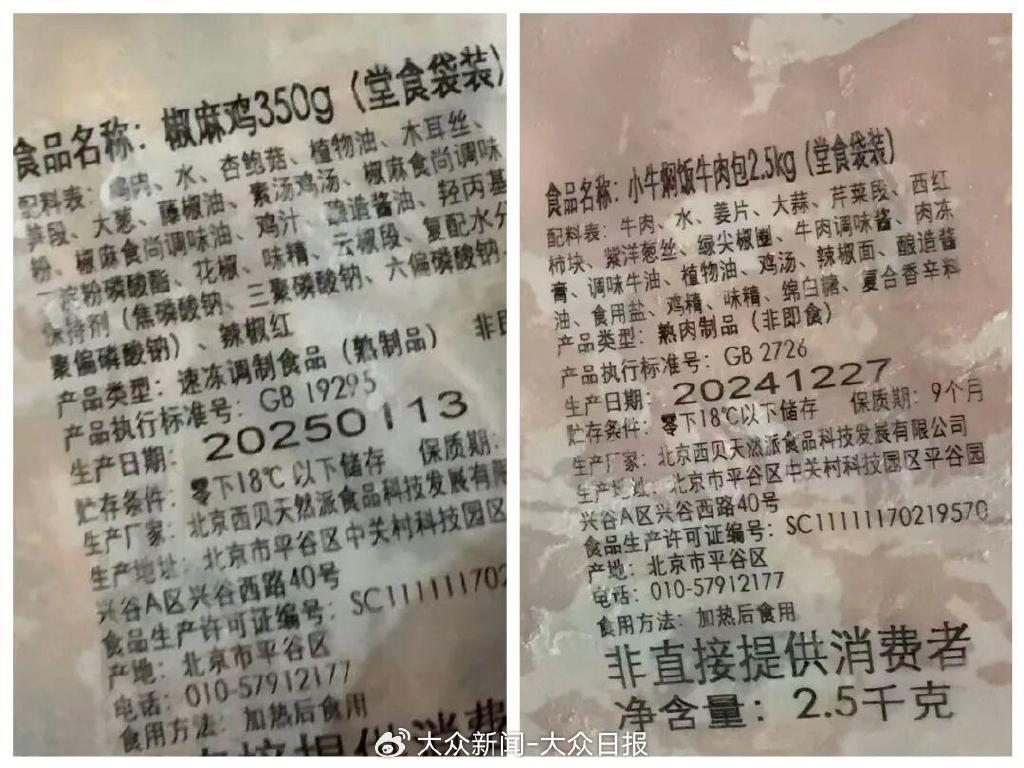 食品名称：椒麻鸡350g（堂食袋装）
配料表：鸡肉、水、杏鲍菇、植物油、木耳丝、
笋段、大葱、藤椒油、素汤鸡汤、椒麻食尚调味
粉、椒麻食尚调味油、鸡汁、酿造酱油、羟丙基
二淀粉磷酸酯、花椒、味精、云椒段、复配水分
保持剂（焦磷酸钠、三聚磷酸钠、六偏磷酸钠、
聚偏磷酸钠）、辣椒红
产品类型：速冻调制食品（熟制品） 非即
产品执行标准号：GB 19295
生产日期：20250113
贮存条件：零下18℃以下储存 保质期：
生产厂家：北京西贝天然派食品科技发展有限
生产地址：北京市平谷区中关村科技园区
兴谷A区兴谷西路40号
食品生产许可证编号：SC11111170
产地：北京市平谷区
电话：010-57912177
食用方法：加热后食用
直接提供消费
食品名称：小牛焖饭牛肉包2.5kg（堂食袋装）
配料表：牛肉、水、姜片、大蒜、芹菜段、西红
柿块、紫洋葱丝、绿尖椒圈、牛肉调味酱、肉冻
膏、调味牛油、植物油、鸡汤、辣椒面、酿造酱
油、食用盐、鸡精、味精、绵白糖、复合香辛料
产品类型：熟肉制品（非即食）
产品执行标准号：GB 2726
生产日期：20241227
贮存条件：零下18℃以下储存 保质期：9个月
生产厂家：北京西贝天然派食品科技发展有限公司
生产地址：北京市平谷区中关村科技园区平谷园
兴谷A区兴谷西路40号
食品生产许可证编号：SC11111170219570
产地：北京市平谷区
电话：010-57912177
食用方法：加热后食用
非直接提供消费者
净含量：2.5千克
大众新闻-大众日报